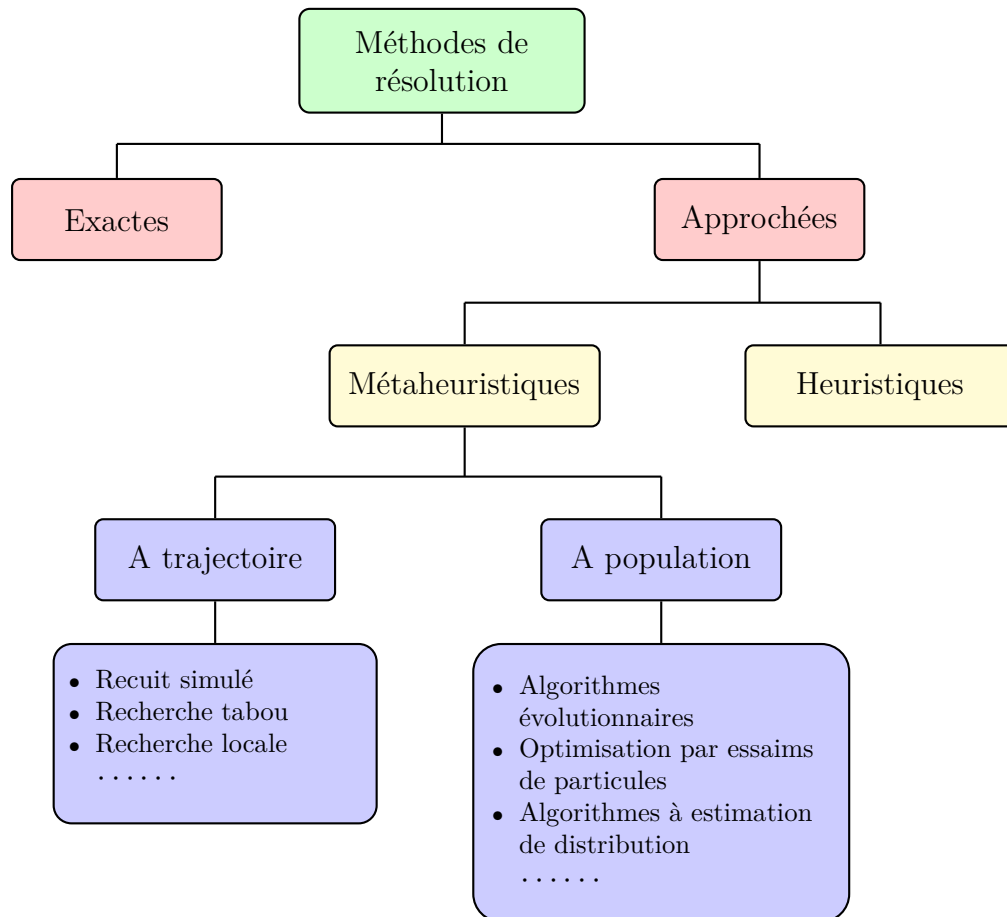 Méthodes de
résolution
Exactes
Approchées
Métaheuristiques
Heuristiques
A trajectoire
A population
• Recuit simulé
• Recherche tabou
• Recherche locale
......
• Algorithmes
évolutionnaires
• Optimisation par essaims
de particules
• Algorithmes à estimation
de distribution
......